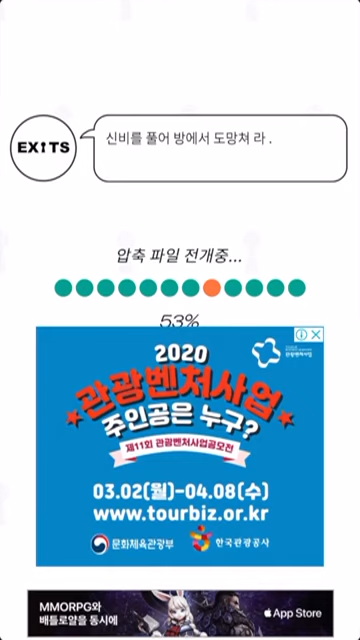 EXITS
신비를 풀어 방에서 도망쳐 라 .
압축 파일 전개중...
53%
2020
관광벤처사업
주인공은 누구?
제11회 관광벤처사업공모전
03.02(월)-04.08(수)
www.tourbiz.or.kr
문화체육관광부 한국관광공사
MMORPG와
배틀로얄을 동시에
App Store